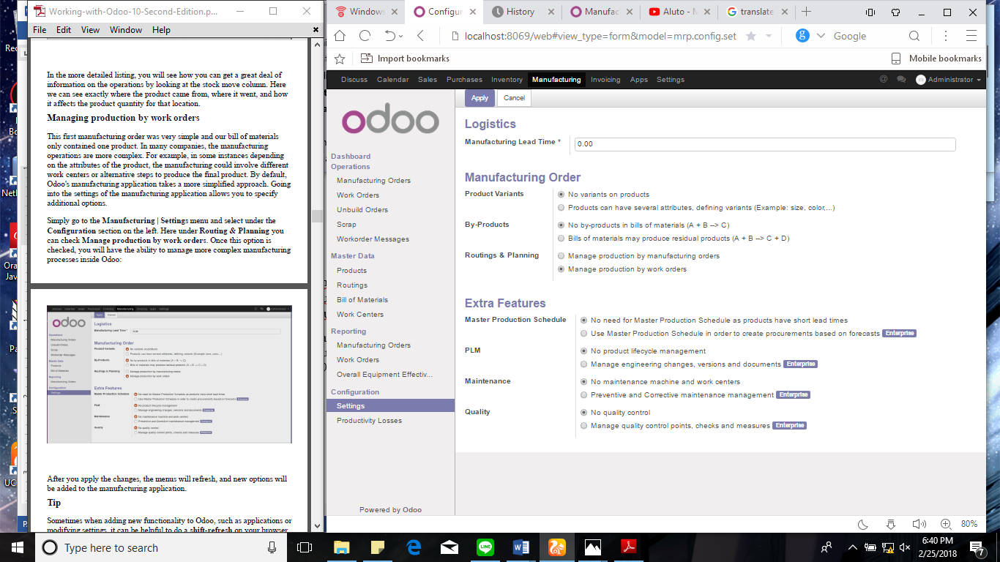 Working-with-Odoo-10-Second-Edition.p...
File Edit View Window Help
In the more detailed listing, you will see how you can get a great deal of
information on the operations by looking at the stock move column. Here
we can see exactly where the product came from, where it went, and how
it affects the product quantity for that location.
Managing production by work orders
This first manufacturing order was very simple and our bill of materials
only contained one product. In many companies, the manufacturing
operations are more complex. For example, in some instances depending
on the attributes of the product, the manufacturing could involve different
work centers or alternative steps to produce the final product. By default,
Odoo's manufacturing application takes a more simplified approach. Going
into the settings of the manufacturing application allows you to specify
additional options.
Simply go to the Manufacturing | Settings menu and select under the
Configuration section on the left. Here under Routing & Planning you
can check Manage production by work orders. Once this option is
checked, you will have the ability to manage more complex manufacturing
processes inside Odoo:
odoo
Logistics
Manufacturing Order
Extra Features
After you apply the changes, the menus will refresh, and new options will
be added to the manufacturing application.
Tip
Sometimes when adding new functionality to Odoo, such as applications or
modifying settings, it can be helpful to do a shift-refresh on your browser
Windows
Configur
History
Manufac
Aluto - M
translate
localhost:8069/web#view_type=form&model=mrp.config.set
Google
Import bookmarks
Mobile bookmarks
Discuss Calendar Sales Purchases Inventory Manufacturing Invoicing Apps Settings
Administrator
odoo
Dashboard
Operations
Manufacturing Orders
Work Orders
Unbuild Orders
Scrap
Workorder Messages
Master Data
Products
Routings
Bill of Materials
Work Centers
Reporting
Manufacturing Orders
Work Orders
Overall Equipment Effectiv...
Configuration
Settings
Productivity Losses
Powered by Odoo
Apply Cancel
Logistics
Manufacturing Lead Time * 0.00
Manufacturing Order
Product Variants No variants on products
Products can have several attributes, defining variants (Example: size, color,...)
By-Products No by-products in bills of materials (A + B --> C)
Bills of materials may produce residual products (A + B --> C + D)
Routings & Planning Manage production by manufacturing orders
Manage production by work orders
Extra Features
Master Production Schedule No need for Master Production Schedule as products have short lead times
Use Master Production Schedule in order to create procurements based on forecasts Enterprise
PLM No product lifecycle management
Manage engineering changes, versions and documents Enterprise
Maintenance No maintenance machine and work centers
Preventive and Corrective maintenance management Enterprise
Quality No quality control
Manage quality control points, checks and measures Enterprise
80%
Type here to search
LINE
6:40 PM
2/25/2018
7